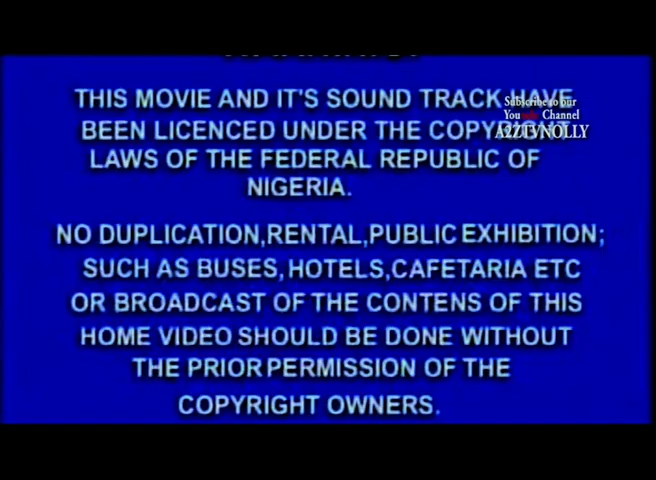 THIS MOVIE AND IT'S SOUND TRACK HAVE
BEEN LICENCED UNDER THE COPYRIGHT
LAWS OF THE FEDERAL REPUBLIC OF
NIGERIA.
NO DUPLICATION,RENTAL,PUBLIC EXHIBITION;
SUCH AS BUSES,HOTELS,CAFETARIA ETC
OR BROADCAST OF THE CONTENS OF THIS
HOME VIDEO SHOULD BE DONE WITHOUT
THE PRIOR PERMISSION OF THE
COPYRIGHT OWNERS.
Subscribe to our
You Channel
A2ZTVNOLLY